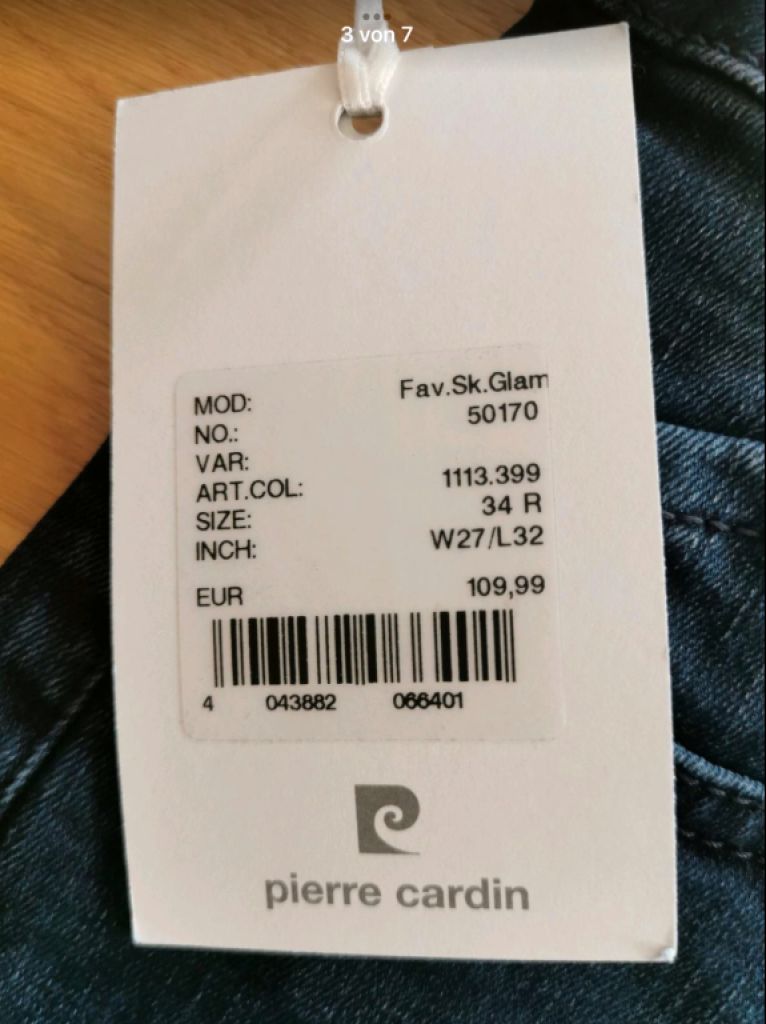 3 von 7
MOD: Fav.Sk.Glam
NO.: 50170
VAR:
ART.COL: 1113.399
SIZE: 34 R
INCH: W27/L32
EUR 109,99
4 043882 066401
pierre cardin